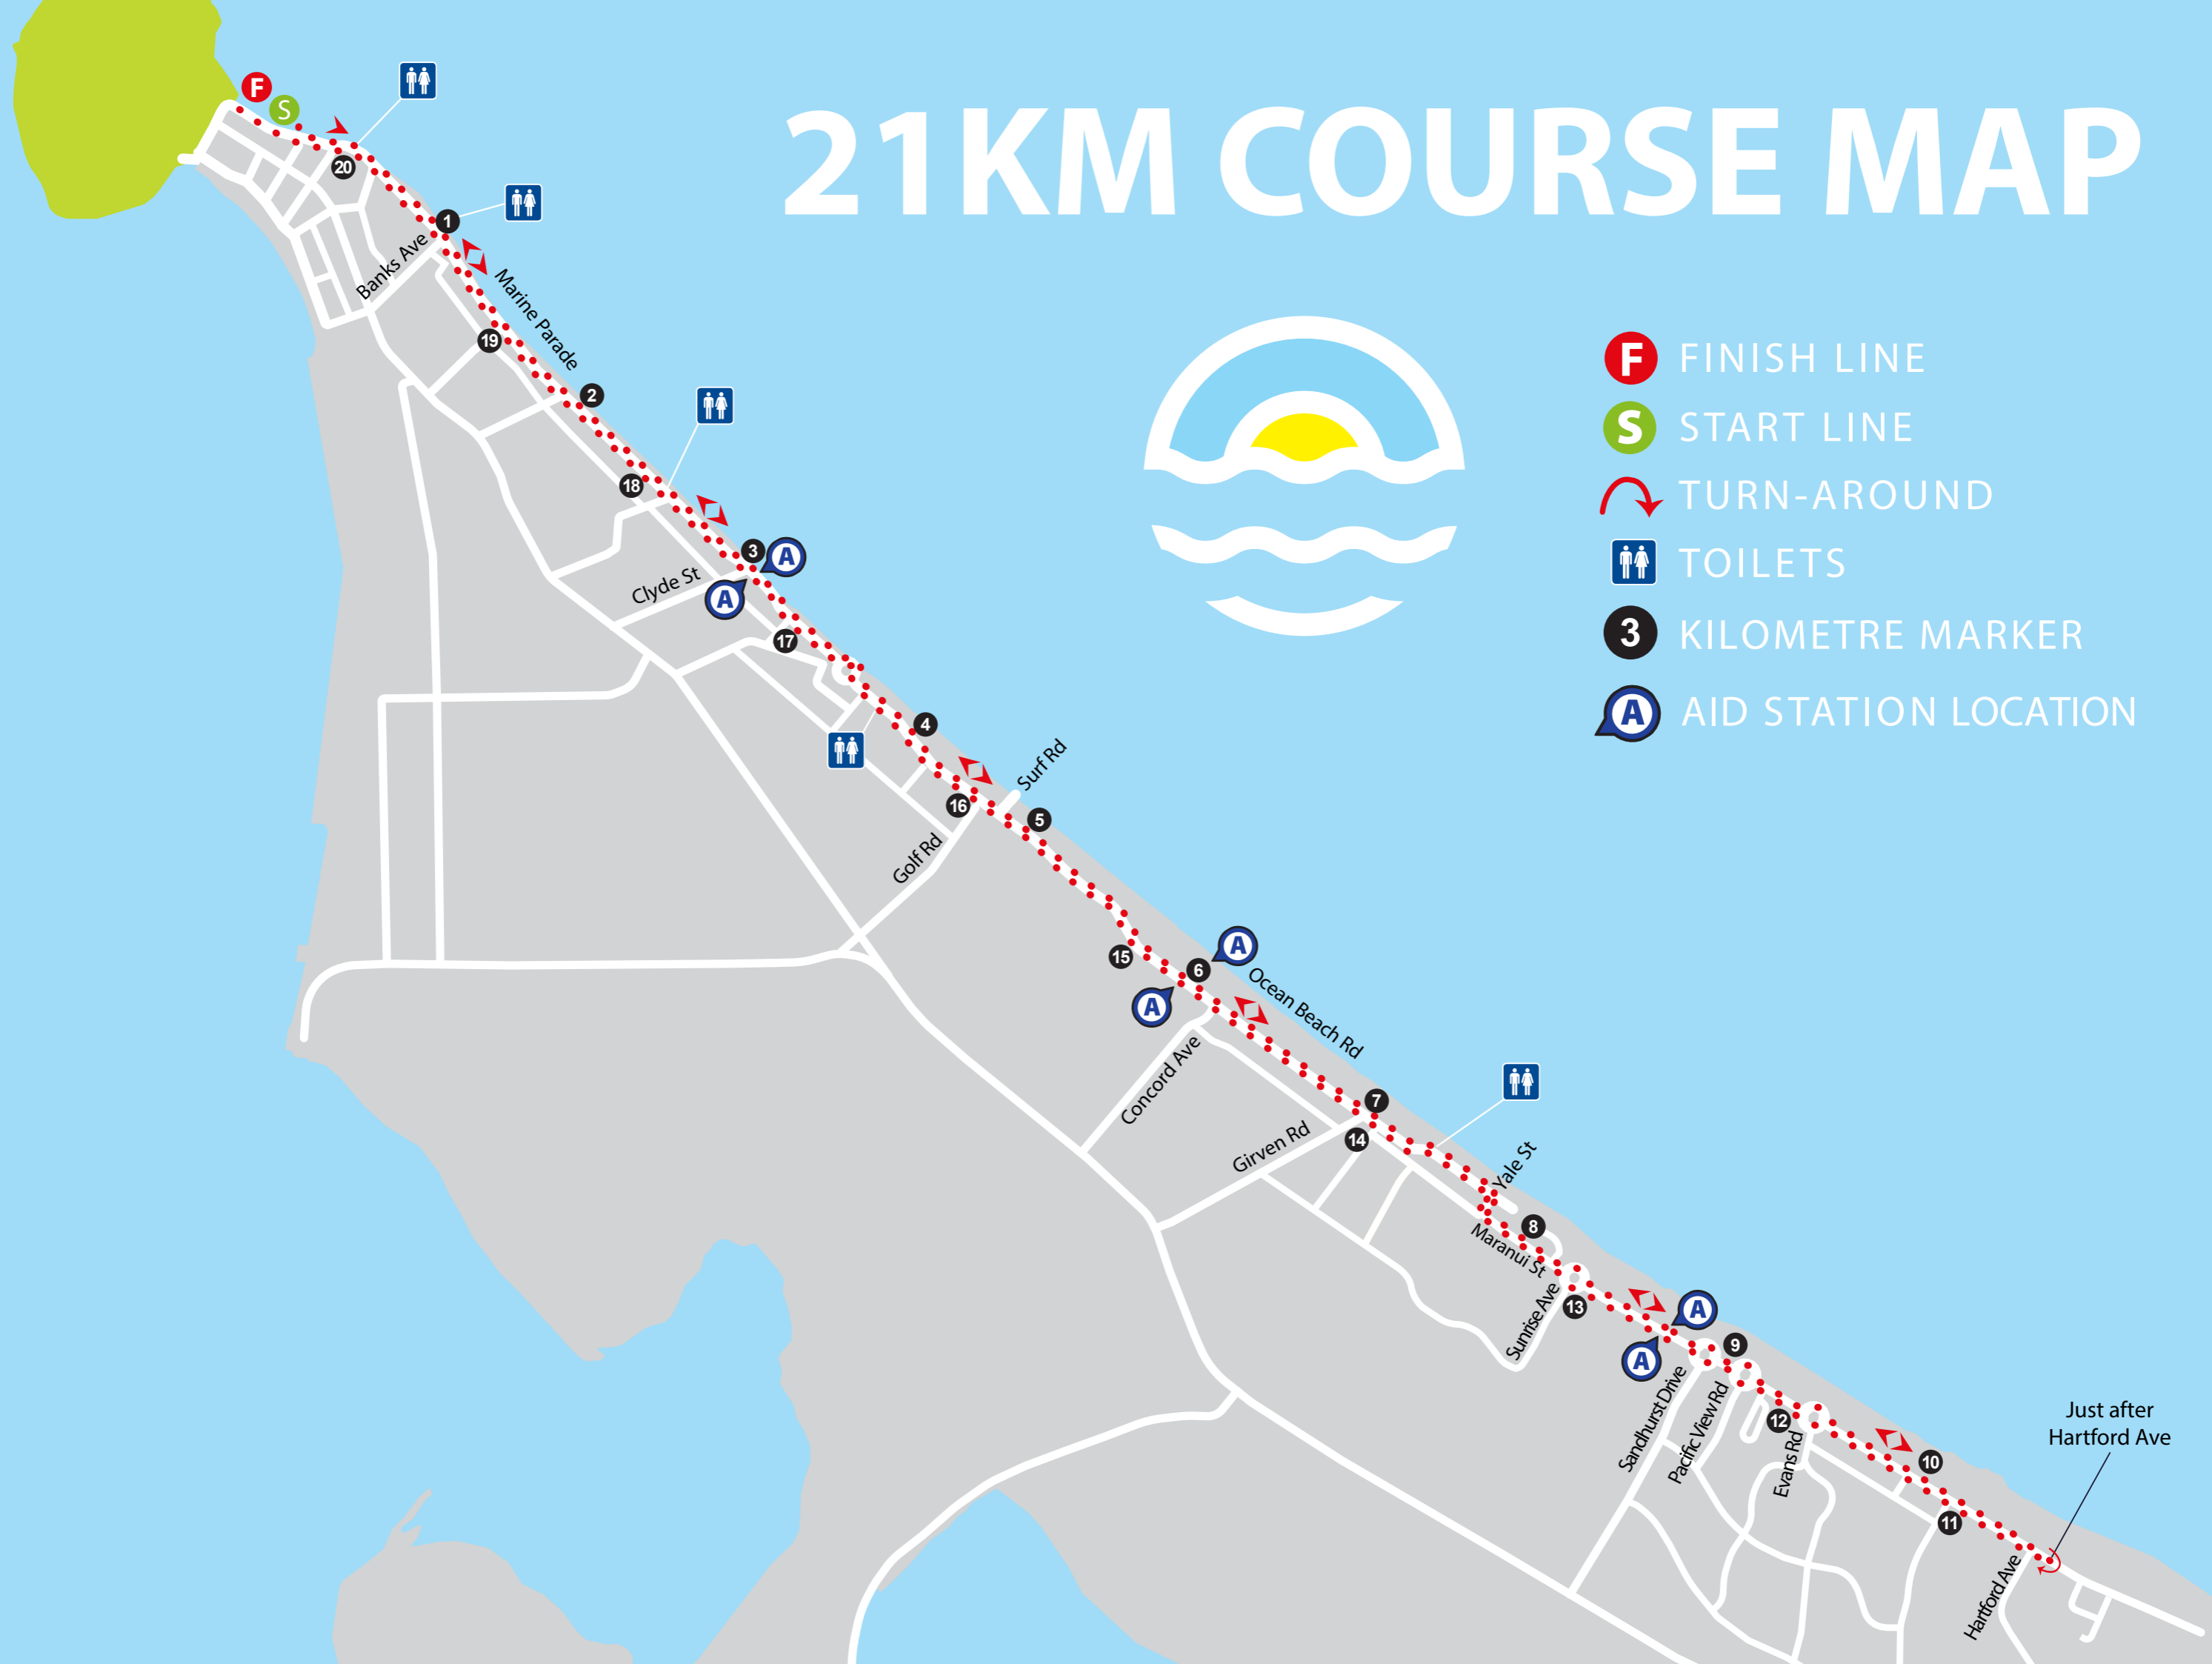 21KM COURSE MAP
F FINISH LINE
S START LINE
TURN-AROUND
TOILETS
3 KILOMETRE MARKER
A AID STATION LOCATION
F
S
20
1
Banks Ave
Marine Parade
19
2
18
3
A
Clyde St
A
17
4
Surf Rd
16
5
Golf Rd
15
A
6
A
Ocean Beach Rd
Concord Ave
7
14
Girven Rd
Yale St
8
Maranui St
Sunrise Ave
13
A
A
9
Sandhurst Drive
Pacific View Rd
12
Evans Rd
10
11
Just after
Hartford Ave
Hartford Ave